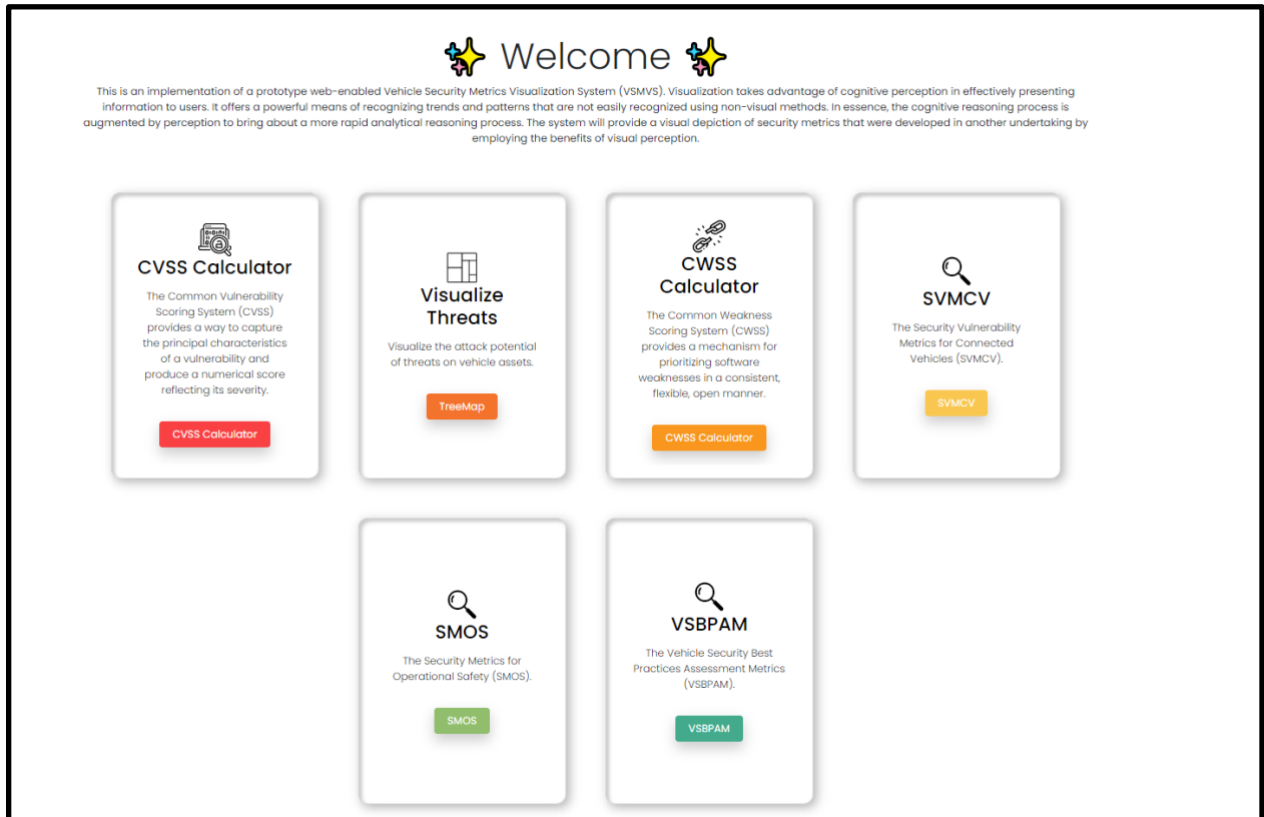 Welcome
This is an implementation of a prototype web-enabled Vehicle Security Metrics Visualization System (VSMVS). Visualization takes advantage of cognitive perception in effectively presenting
information to users. It offers a powerful means of recognizing trends and patterns that are not easily recognized using non-visual methods. In essence, the cognitive reasoning process is
augmented by perception to bring about a more rapid analytical reasoning process. The system will provide a visual depiction of security metrics that were developed in another undertaking by
employing the benefits of visual perception.
CVSS Calculator
The Common Vulnerability
Scoring System (CVSS)
provides a way to capture
the principal characteristics
of a vulnerability and
produce a numerical score
reflecting its severity.
CVSS Calculator
Visualize
Threats
Visualize the attack potential
of threats on vehicle assets.
TreeMap
CWSS
Calculator
The Common Weakness
Scoring System (CWSS)
provides a mechanism for
prioritizing software
weaknesses in a consistent,
flexible, open manner.
CWSS Calculator
SVMCV
The Security Vulnerability
Metrics for Connected
Vehicles (SVMCV).
SVMCV
SMOS
The Security Metrics for
Operational Safety (SMOS).
SMOS
VSBPAM
The Vehicle Security Best
Practices Assessment Metrics
(VSBPAM).
VSBPAM